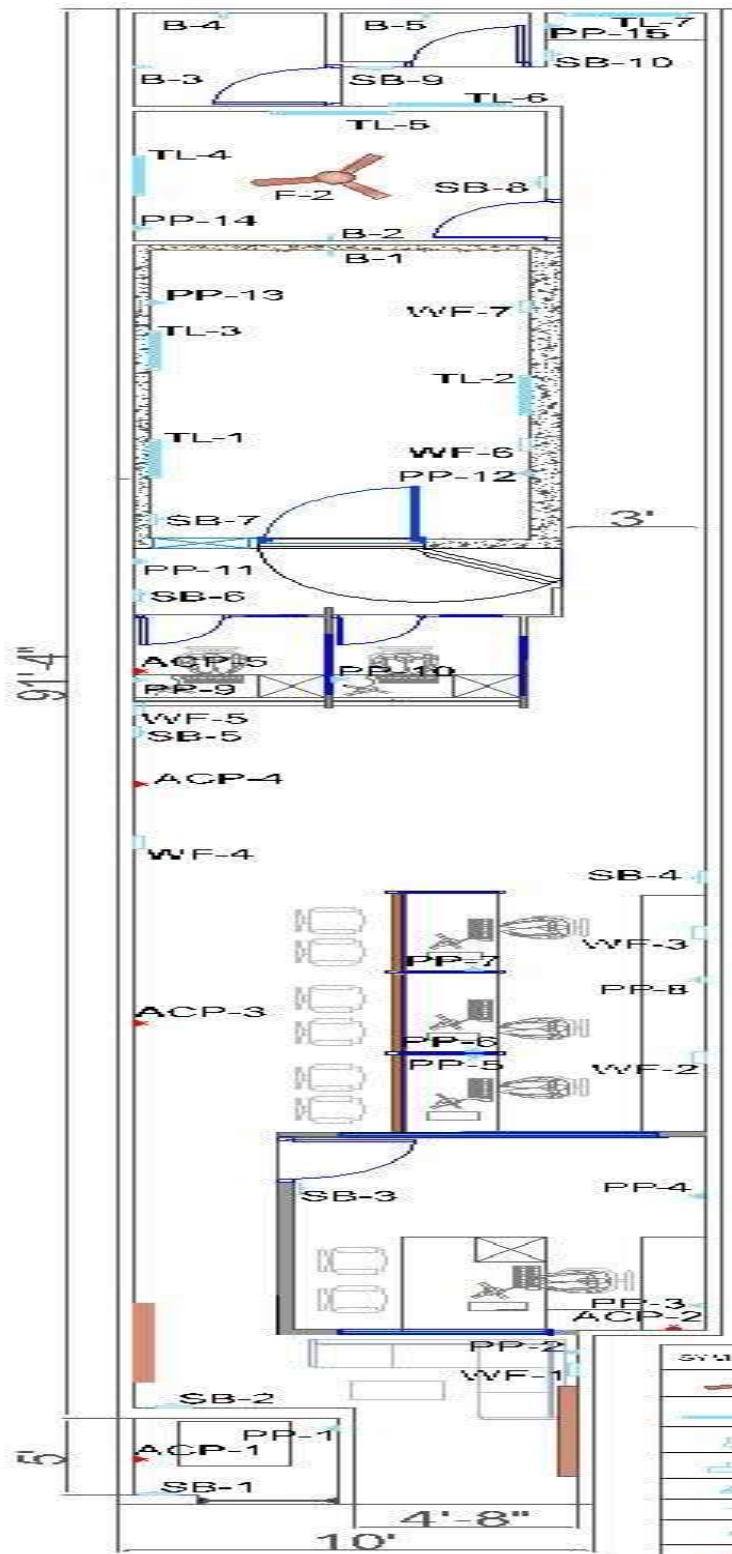 B-4
B-5
TL-7
PP-15
B-3
SB-9
SB-10
TL-6
TL-5
TL-4
F-2
SB-8
PP-14
B-2
B-1
PP-13
WF-7
TL-3
TL-2
TL-1
WF-6
PP-12
SB-7
3'
PP-11
SB-6
ACP-5
PP-10
PP-9
91'-4"
WF-5
SB-5
ACP-4
WF-4
SB-4
WF-3
PP-7
PP-8
ACP-3
PP-6
PP-5
WF-2
SB-3
PP-4
PP-3
ACP-2
PP-2
WF-1
SB-2
PP-1
ACP-1
5'
SB-1
4'-8"
10'